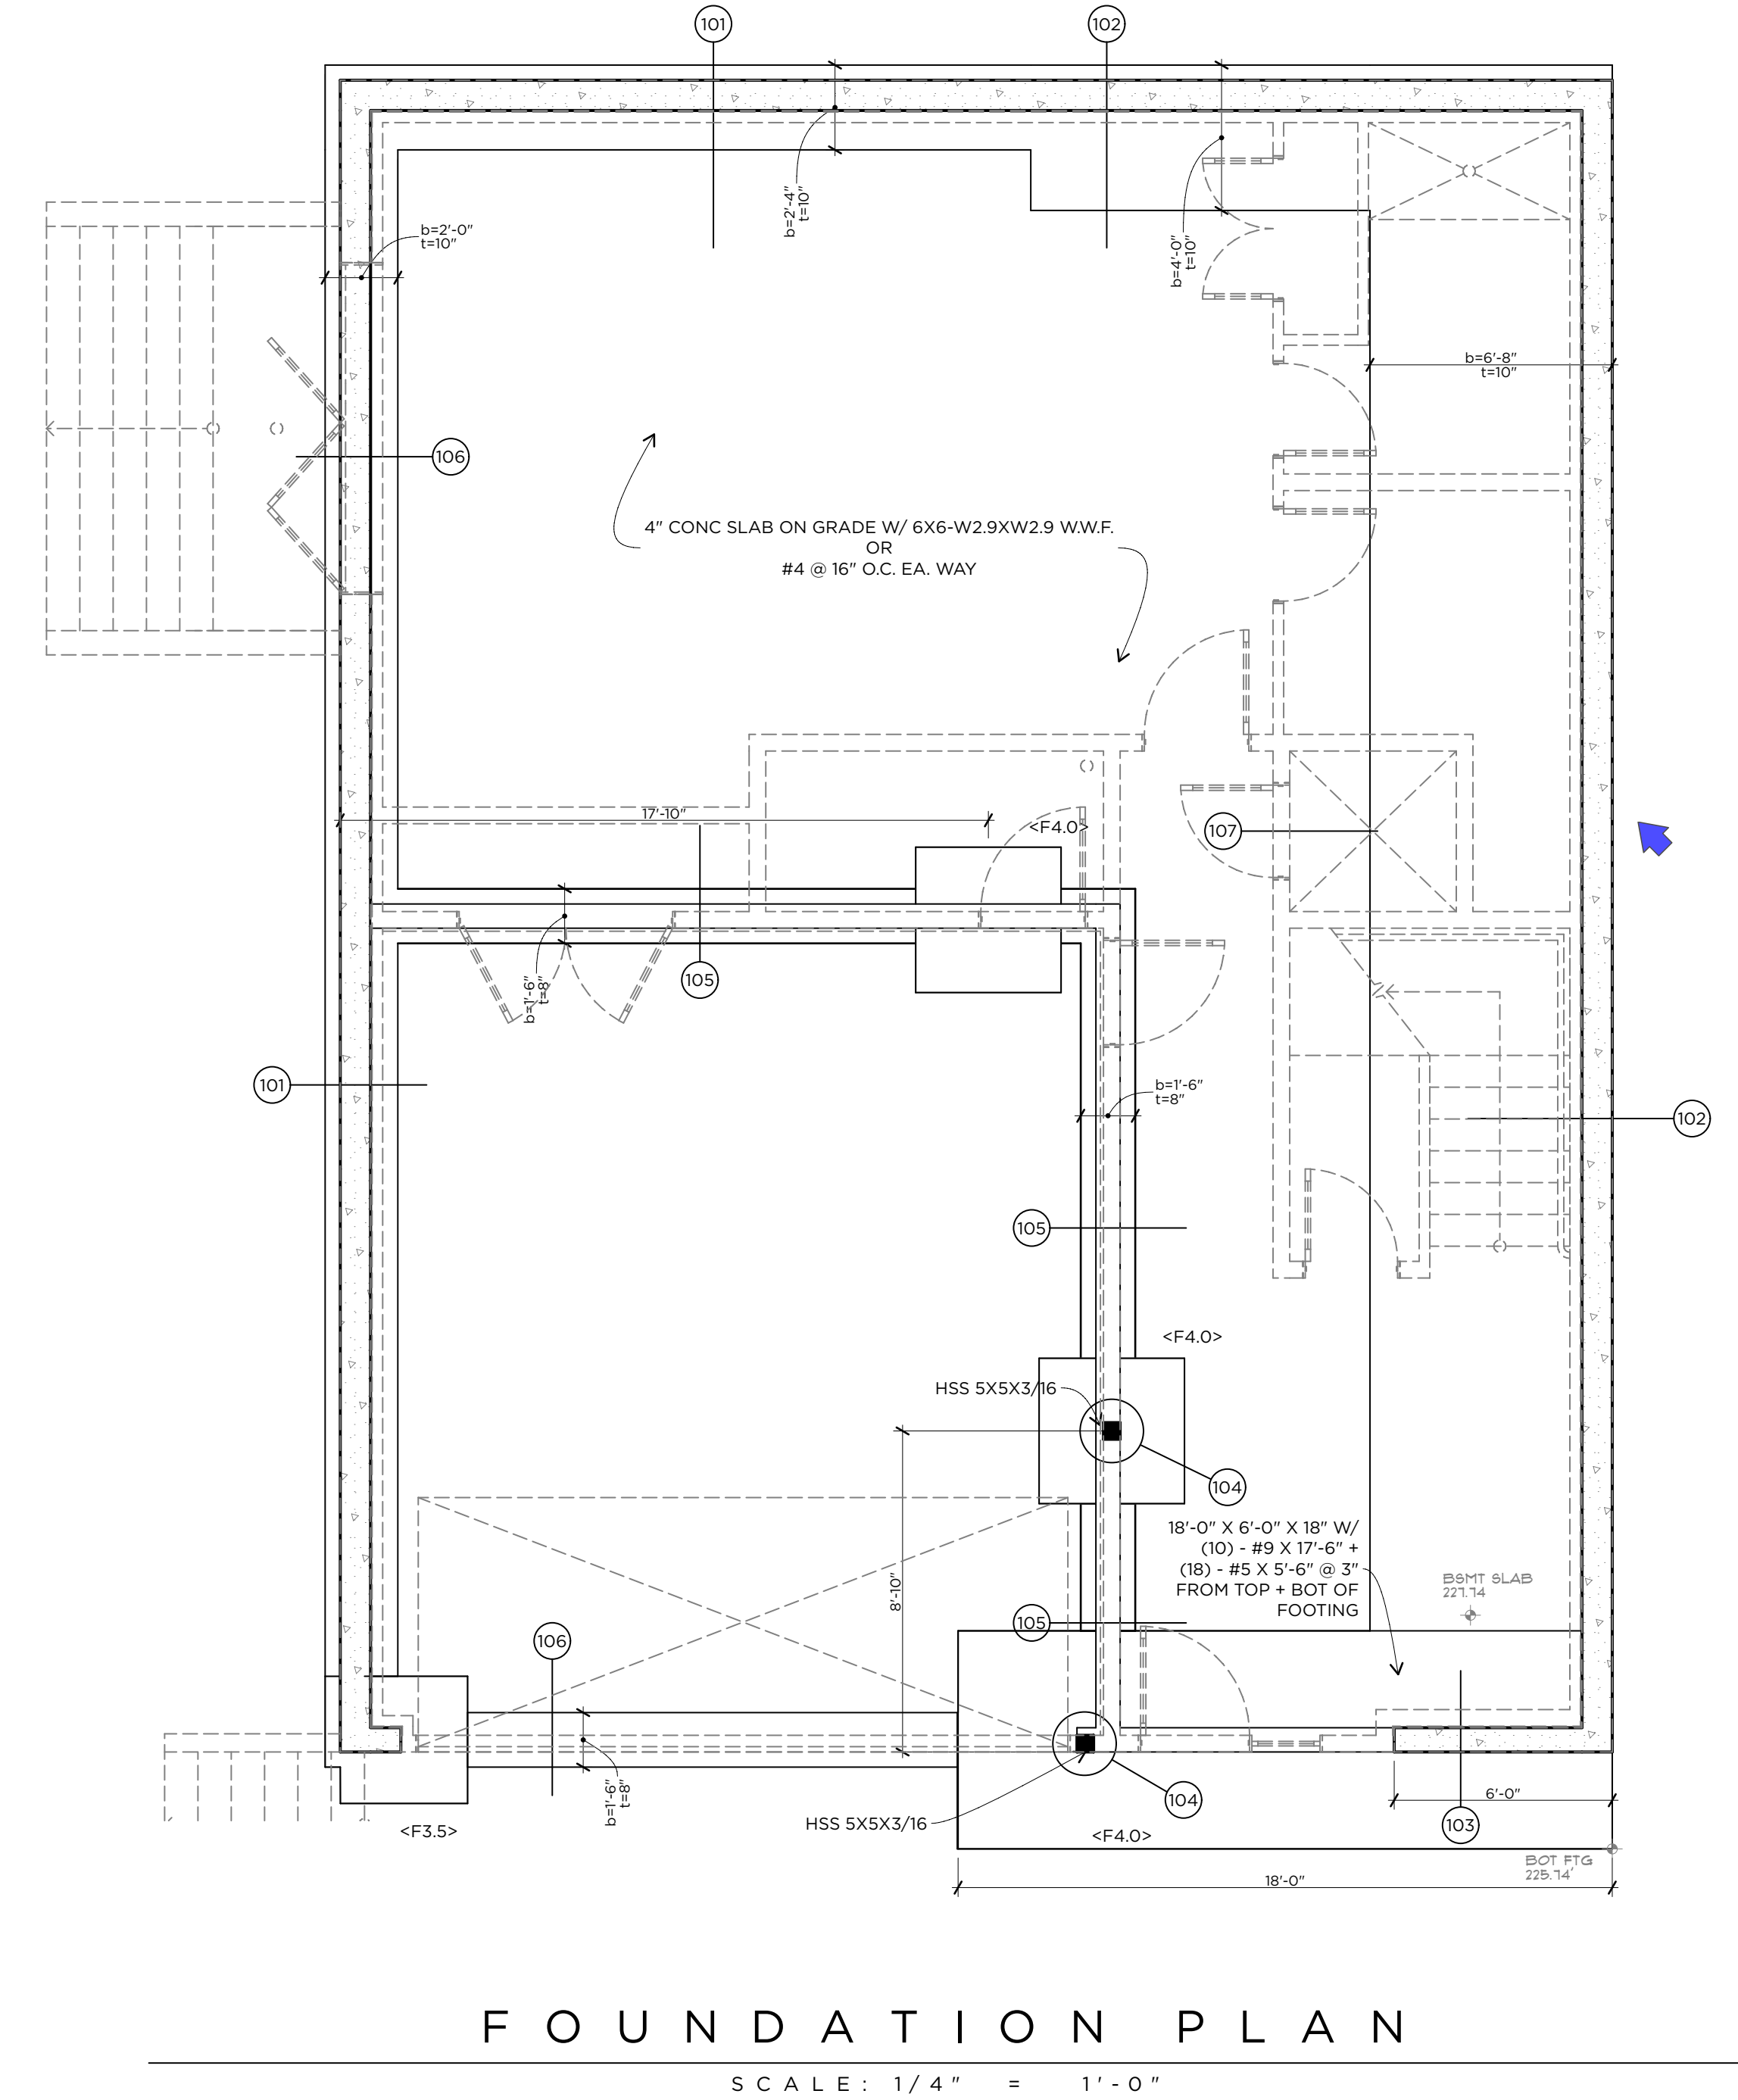 101
102
b=2'-4"
t=10"
b=2'-0"
t=10"
b=4'-0"
t=10"
b=6'-8"
t=10"
106
4" CONC SLAB ON GRADE W/ 6X6-W2.9XW2.9 W.W.F.
OR
#4 @ 16" O.C. EA. WAY
17'-10"
<F4.0>
107
b=1'-6"
t=8"
105
101
b=1'-6"
t=8"
102
105
<F4.0>
HSS 5X5X3/16
104
18'-0" X 6'-0" X 18" W/
(10) - #9 X 17'-6" +
(18) - #5 X 5'-6" @ 3"
FROM TOP + BOT OF
FOOTING
8'-10"
BSMT SLAB
227.74
105
106
b=1'-6"
t=8"
6'-0"
104
103
HSS 5X5X3/16
<F3.5>
<F4.0>
BOT FTG
225.74'
18'-0"
FOUNDATION PLAN
SCALE: 1/4" = 1'-0"